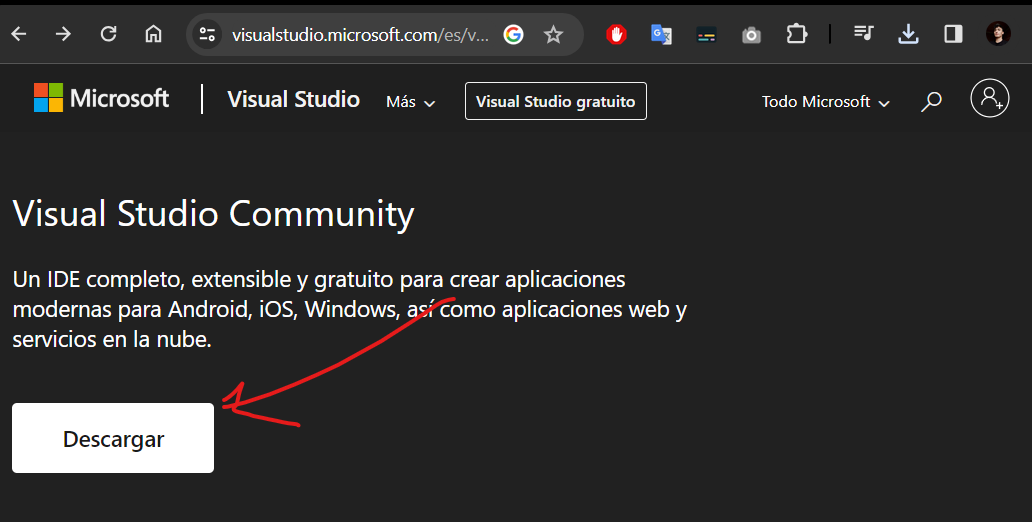 visualstudio.microsoft.com/es/v...
Microsoft Visual Studio Más Visual Studio gratuito Todo Microsoft
Visual Studio Community
Un IDE completo, extensible y gratuito para crear aplicaciones
modernas para Android, iOS, Windows, así como aplicaciones web y
servicios en la nube.
Descargar